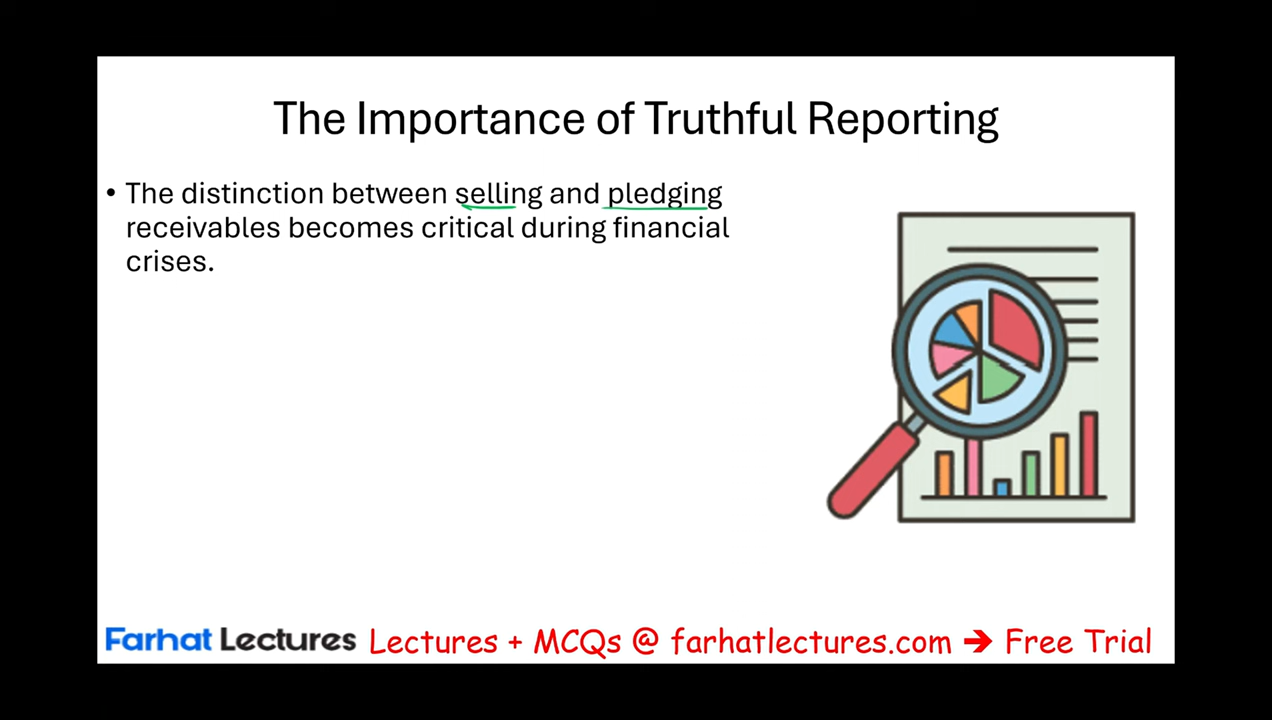 The Importance of Truthful Reporting
• The distinction between selling and pledging
receivables becomes critical during financial
crises.
Farhat Lectures Lectures + MCQs @ farhatlectures.com → Free Trial